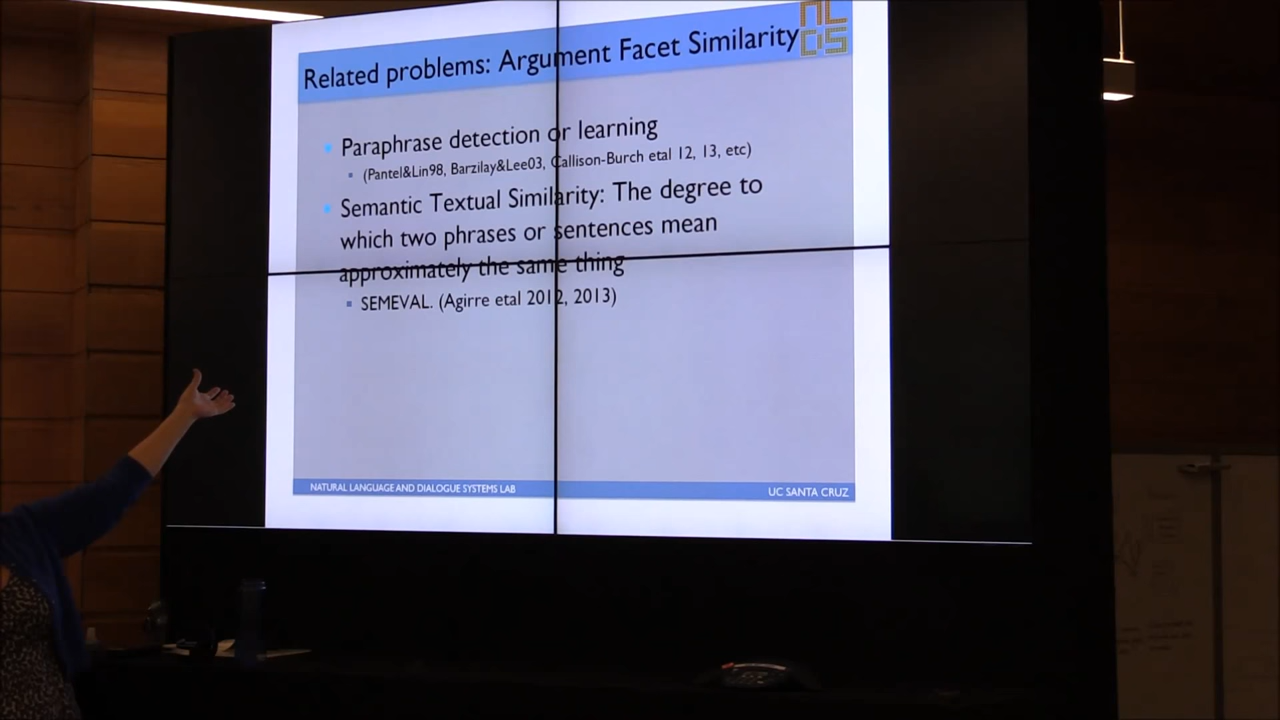 Related problems: Argument Facet Similarity
NL
DS
Paraphrase detection or learning
(Pantel&Lin98, Barzilay&Lee03, Callison-Burch etal 12, 13, etc)
Semantic Textual Similarity: The degree to
which two phrases or sentences mean
approximately the same thing
SEMEVAL. (Agirre etal 2012, 2013)
NATURAL LANGUAGE AND DIALOGUE SYSTEMS LAB
UC SANTA CRUZ